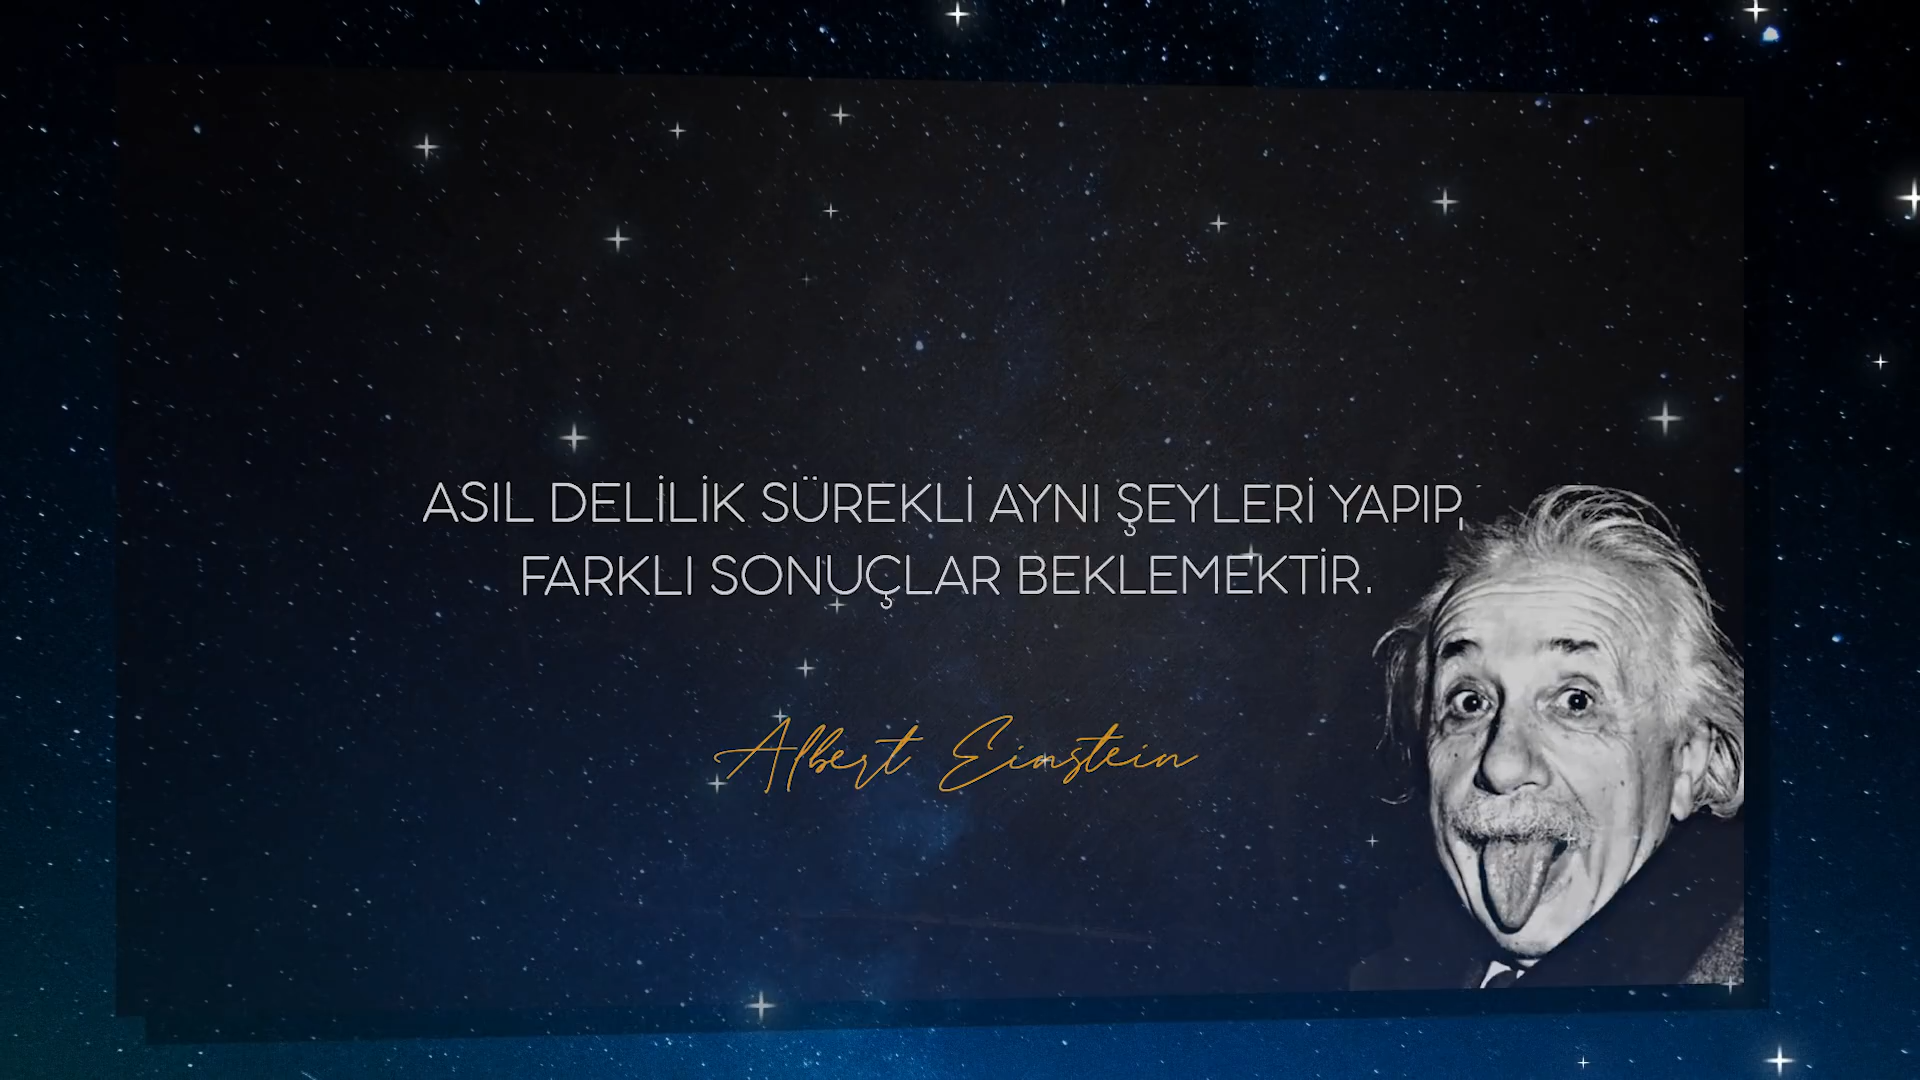 ASIL DELİLİK SÜREKLİ AYNI ŞEYLERİ YAPIP,
FARKLI SONUÇLAR BEKLEMEKTİR.
Albert Einstein